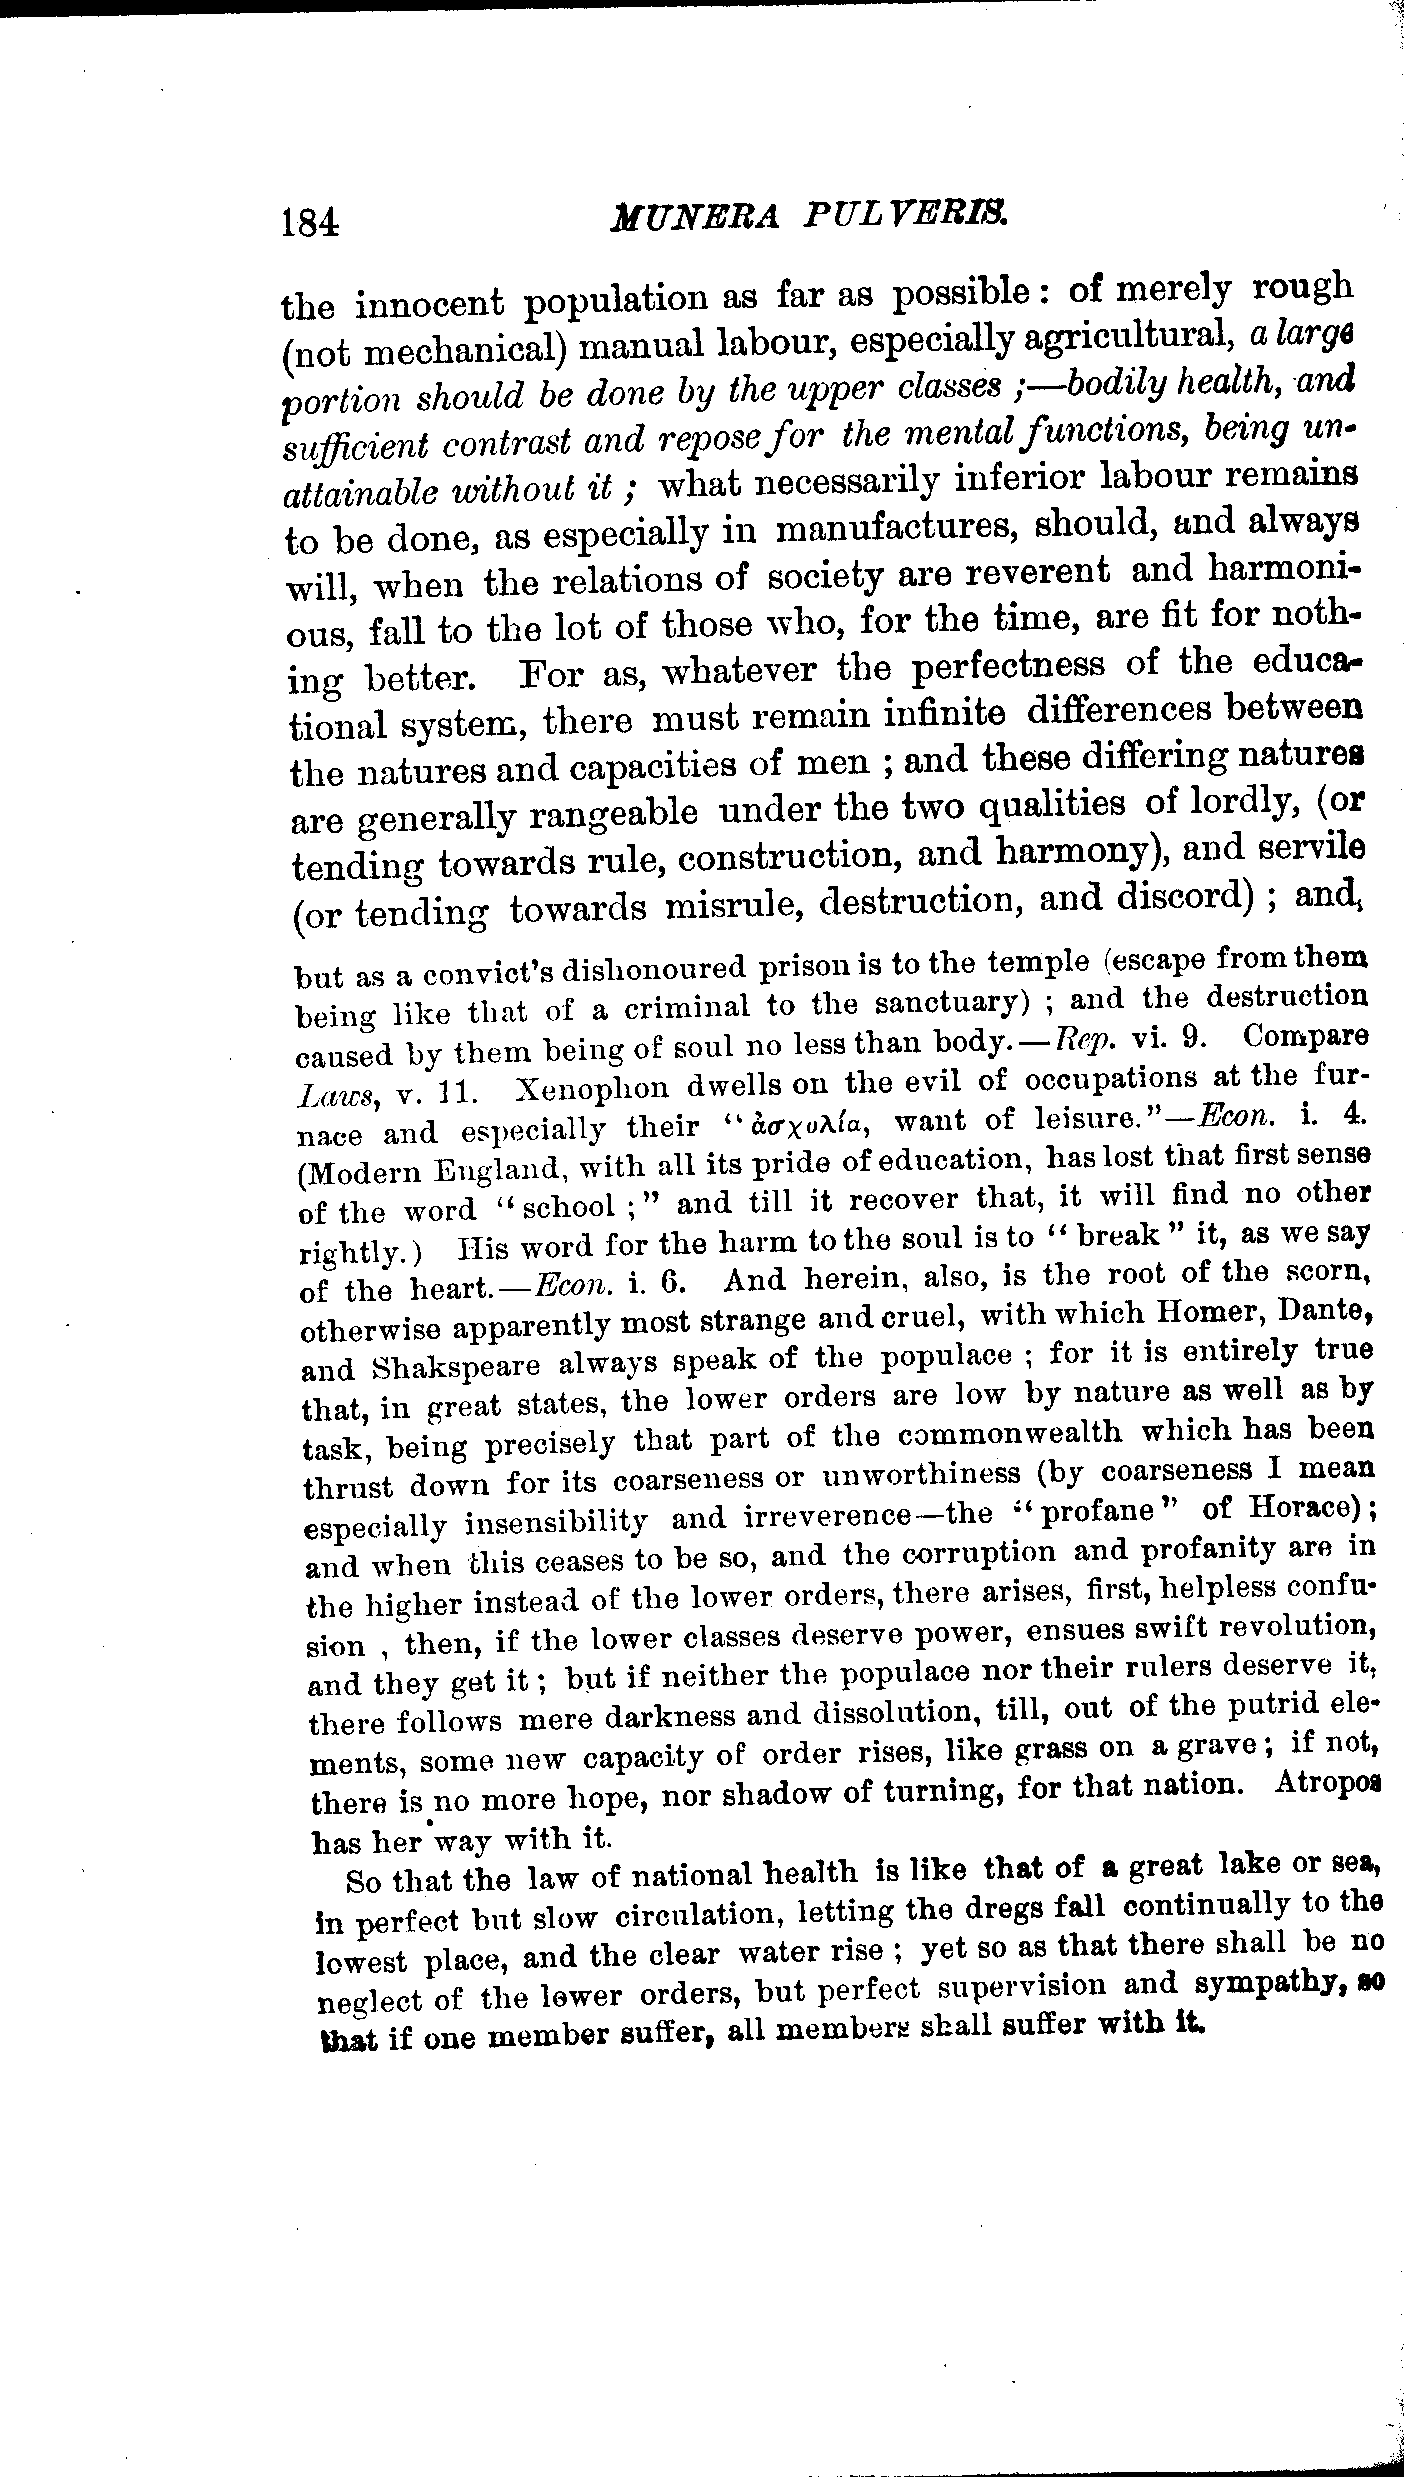 184 MUNERA PULVERIS.
the innocent population as far as possible: of merely rough
(not mechanical) manual labour, especially agricultural, a large
portion should be done by the upper classes ;—bodily health, and
sufficient contrast and repose for the mental functions, being un-
attainable without it ; what necessarily inferior labour remains
to be done, as especially in manufactures, should, and always
will, when the relations of society are reverent and harmoni-
ous, fall to the lot of those who, for the time, are fit for noth-
ing better. For as, whatever the perfectness of the educa-
tional system, there must remain infinite differences between
the natures and capacities of men ; and these differing natures
are generally rangeable under the two qualities of lordly, (or
tending towards rule, construction, and harmony), and servile
(or tending towards misrule, destruction, and discord) ; and,
but as a convict's dishonoured prison is to the temple (escape from them
being like that of a criminal to the sanctuary) ; and the destruction
caused by them being of soul no less than body.—Rep. vi. 9. Compare
Laws, v. 11. Xenophon dwells on the evil of occupations at the fur-
nace and especially their "ἀσχυλία, want of leisure."—Econ. i. 4.
(Modern England, with all its pride of education, has lost that first sense
of the word "school ;" and till it recover that, it will find no other
rightly.) His word for the harm to the soul is to "break" it, as we say
of the heart.—Econ. i. 6. And herein, also, is the root of the scorn,
otherwise apparently most strange and cruel, with which Homer, Dante,
and Shakspeare always speak of the populace ; for it is entirely true
that, in great states, the lower orders are low by nature as well as by
task, being precisely that part of the commonwealth which has been
thrust down for its coarseness or unworthiness (by coarseness I mean
especially insensibility and irreverence—the "profane" of Horace);
and when this ceases to be so, and the corruption and profanity are in
the higher instead of the lower orders, there arises, first, helpless confu-
sion , then, if the lower classes deserve power, ensues swift revolution,
and they get it ; but if neither the populace nor their rulers deserve it,
there follows mere darkness and dissolution, till, out of the putrid ele-
ments, some new capacity of order rises, like grass on a grave ; if not,
there is no more hope, nor shadow of turning, for that nation. Atropos
has her way with it.
So that the law of national health is like that of a great lake or sea,
in perfect but slow circulation, letting the dregs fall continually to the
lowest place, and the clear water rise ; yet so as that there shall be no
neglect of the lower orders, but perfect supervision and sympathy, so
that if one member suffer, all members shall suffer with it.